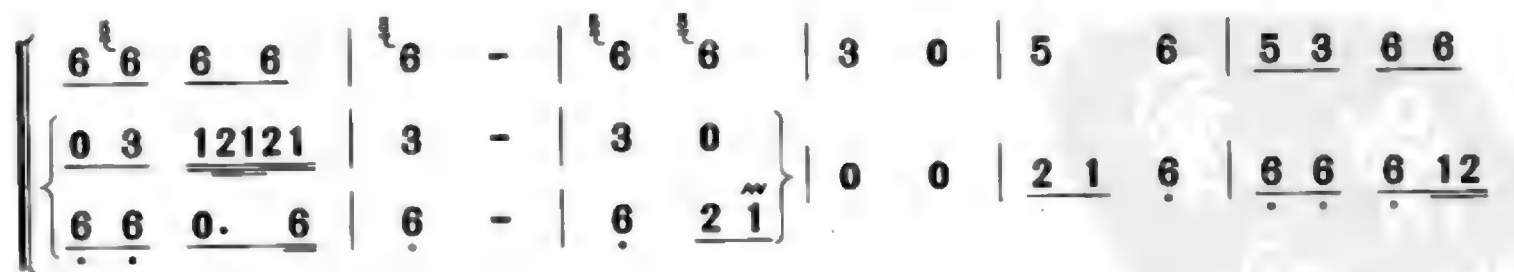 6 6 6 6 | 6 - | 6 6 | 3 0 | 5 6 | 5 3 6 6
0 3 12121 | 3 - | 3 0
| 0 0 | 2 1 6 | 6 6 6 12
6 6 0. 6 | 6 - | 6 2 1